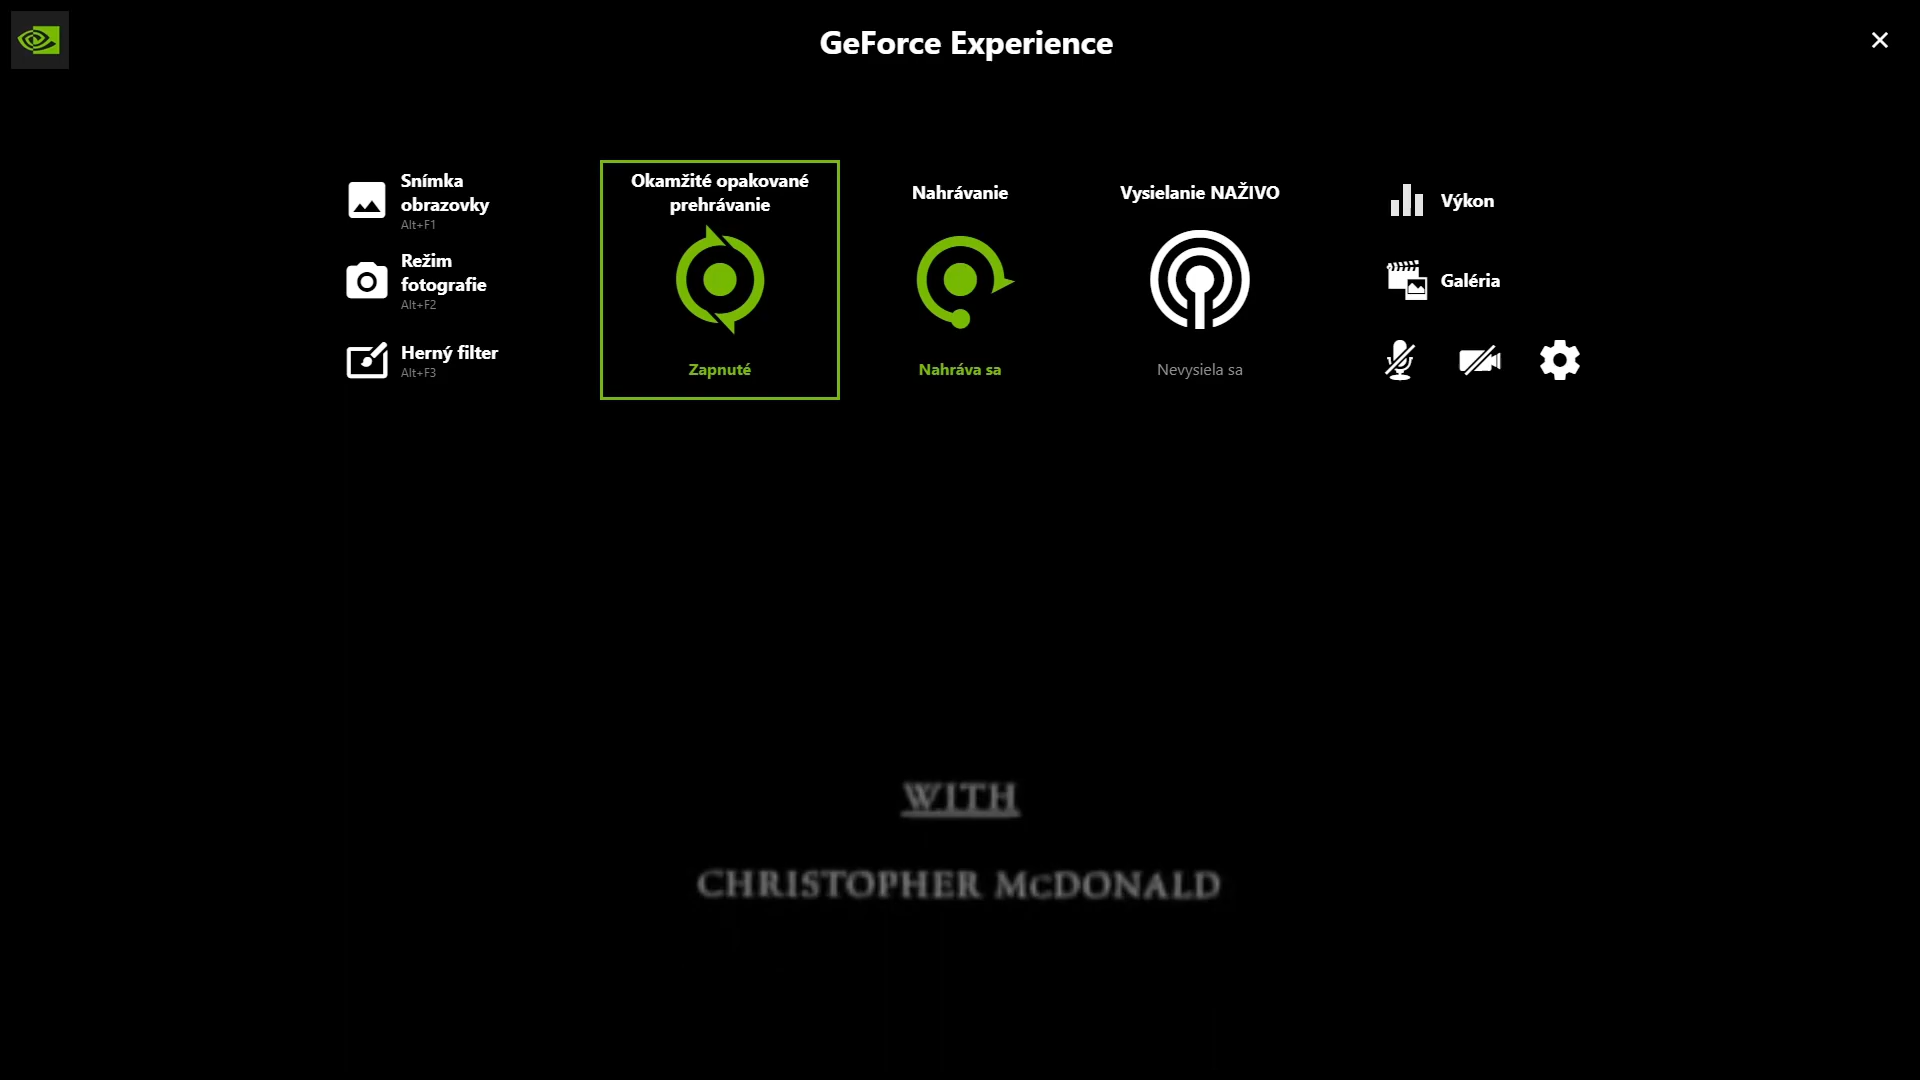 GeForce Experience
Snímka
obrazovky
Alt+F1
Režim
fotografie
Alt+F2
Herný filter
Alt+F3
Okamžité opakované
prehrávanie
Zapnuté
Nahrávanie
Nahráva sa
Vysielanie NAŽIVO
Nevysiela sa
Výkon
Galéria
WITH
CHRISTOPHER McDONALD